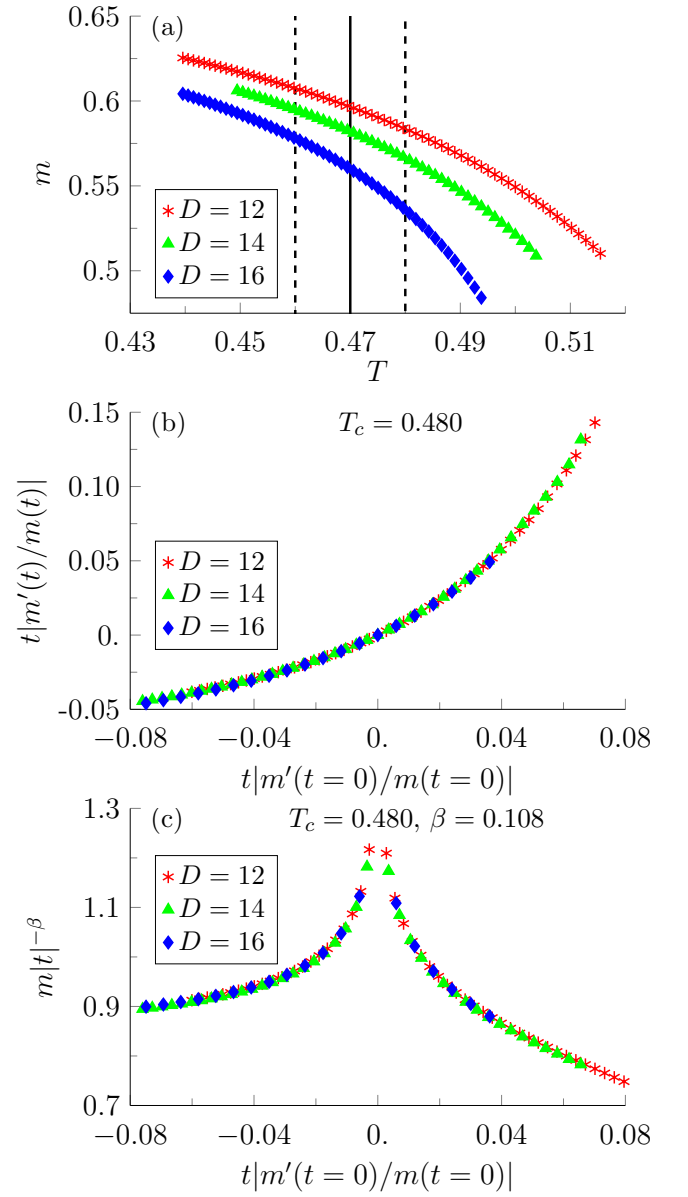 (a)
0.65
0.6
0.55
0.5
m
D = 12
D = 14
D = 16
0.43 0.45 0.47 0.49 0.51
T
(b)
T_c = 0.480
0.15
0.10
0.05
0.
-0.05
t|m′(t)/m(t)|
D = 12
D = 14
D = 16
−0.08 −0.04 0. 0.04 0.08
t|m′(t = 0)/m(t = 0)|
(c)
T_c = 0.480, β = 0.108
1.3
1.1
0.9
0.7
m|t|^{−β}
D = 12
D = 14
D = 16
−0.08 −0.04 0. 0.04 0.08
t|m′(t = 0)/m(t = 0)|